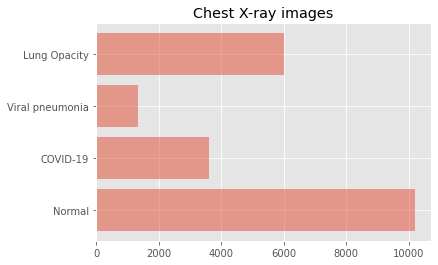 Chest X-ray images
Lung Opacity
Viral pneumonia
COVID-19
Normal
0 2000 4000 6000 8000 10000